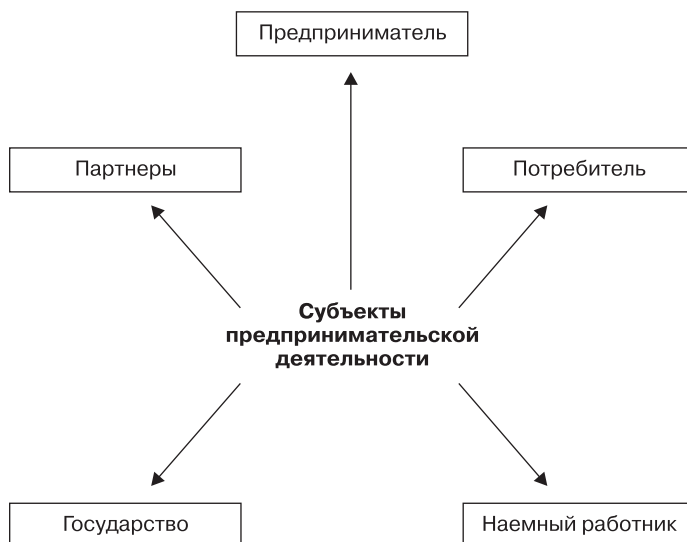 Предприниматель
Партнеры
Потребитель
Субъекты
предпринимательской
деятельности
Государство
Наемный работник